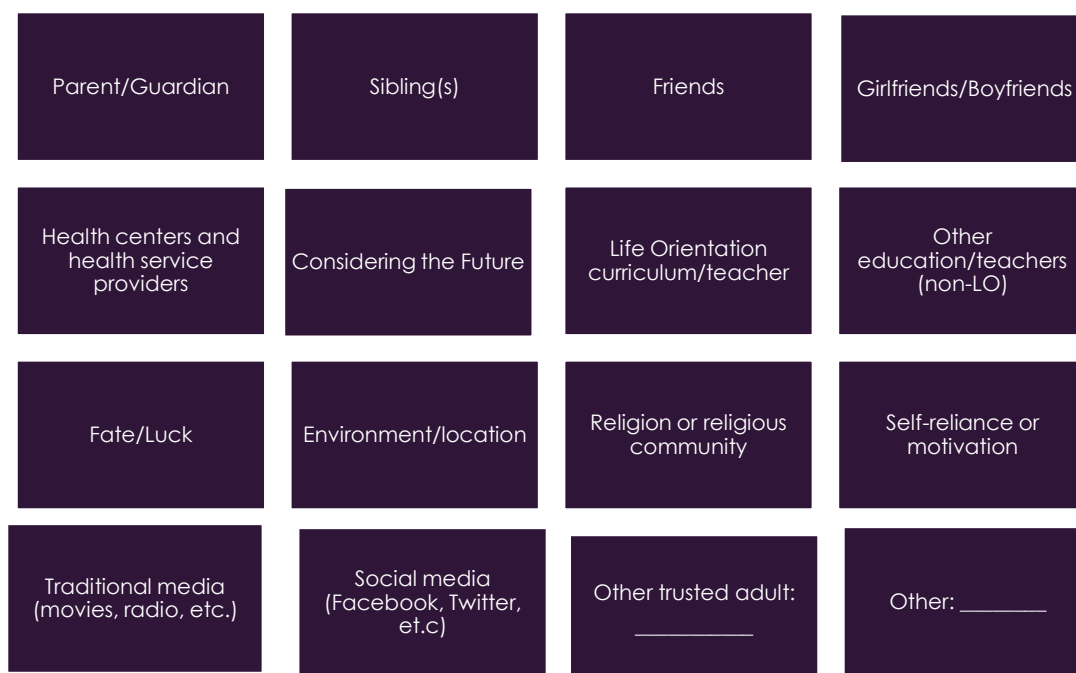 Parent/Guardian
Sibling(s)
Friends
Girlfriends/Boyfriends
Health centers and
health service
providers
Considering the Future
Life Orientation
curriculum/teacher
Other
education/teachers
(non-LO)
Fate/Luck
Environment/location
Religion or religious
community
Self-reliance or
motivation
Traditional media
(movies, radio, etc.)
Social media
(Facebook, Twitter,
et.c)
Other trusted adult:
___________
Other: ________